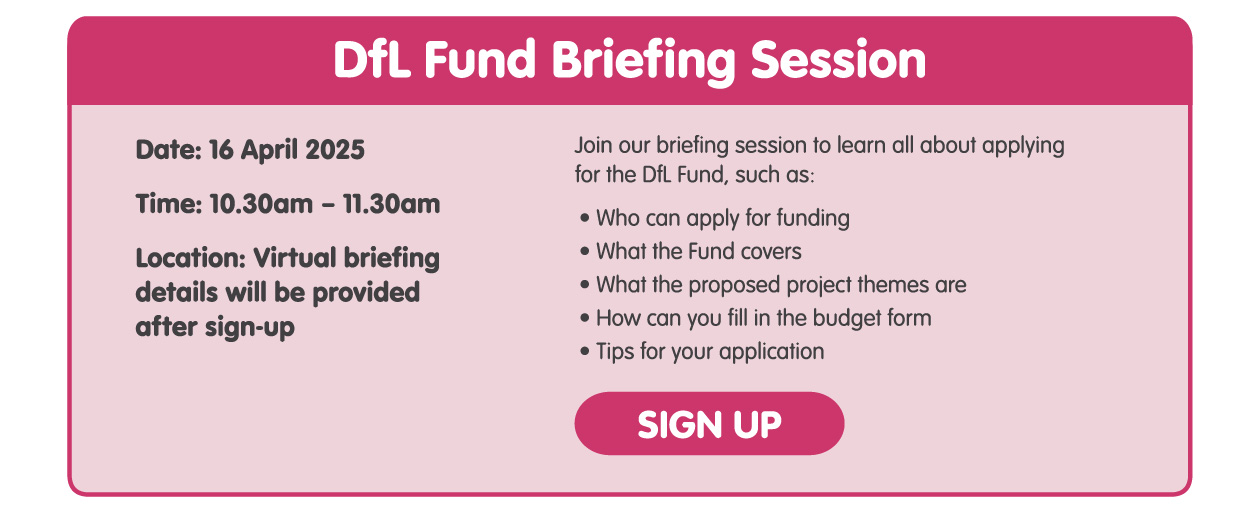 DfL Fund Briefing Session
Date: 16 April 2025
Time: 10.30am – 11.30am
Location: Virtual briefing
details will be provided
after sign-up
Join our briefing session to learn all about applying
for the DfL Fund, such as:
• Who can apply for funding
• What the Fund covers
• What the proposed project themes are
• How can you fill in the budget form
• Tips for your application
SIGN UP